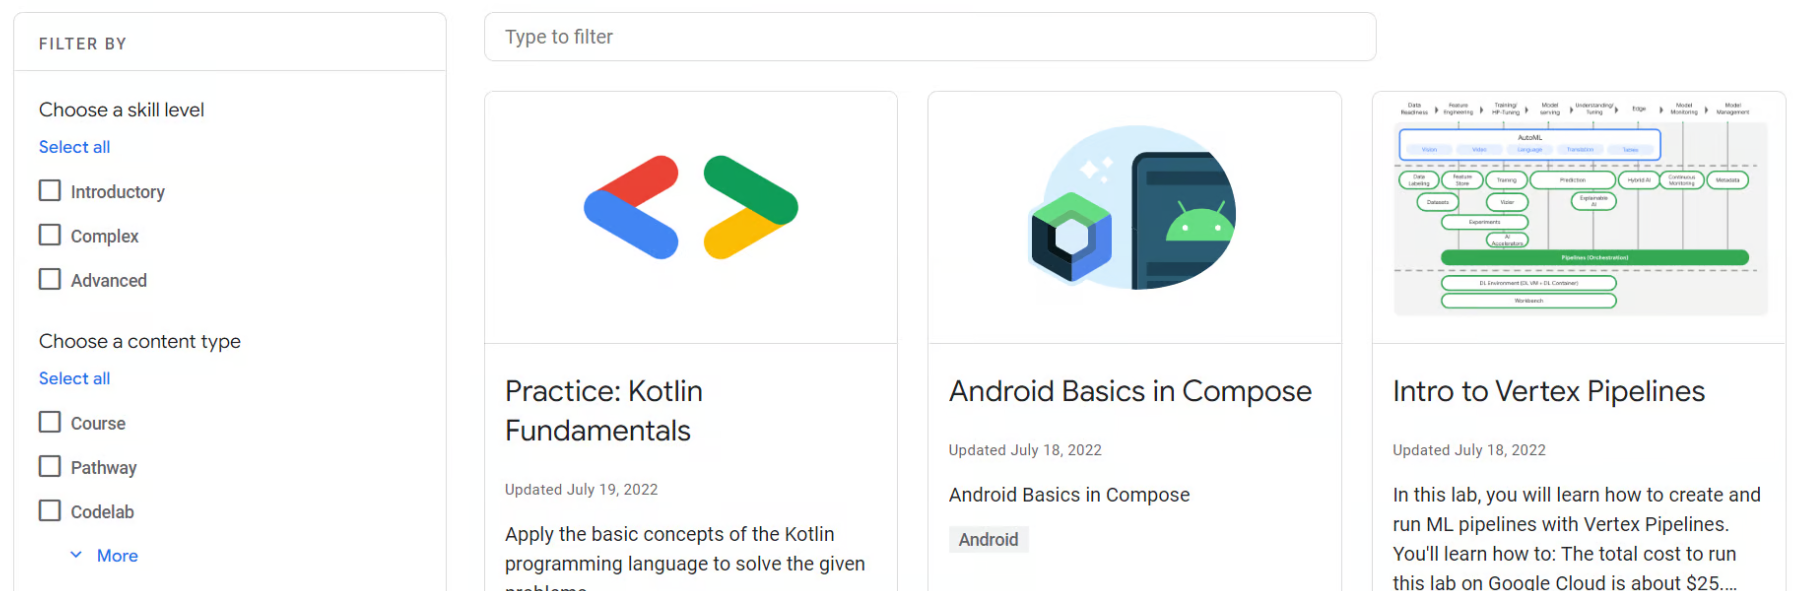 FILTER BY
Choose a skill level
Select all
Introductory
Complex
Advanced
Choose a content type
Select all
Course
Pathway
Codelab
More
Type to filter
Practice: Kotlin
Fundamentals
Updated July 19, 2022
Apply the basic concepts of the Kotlin
programming language to solve the given
Android Basics in Compose
Updated July 18, 2022
Android Basics in Compose
Android
Data Readiness
Feature Engineering
Training/ HP-Tuning
Model serving
Understanding/ Tuning
Edge
Model Monitoring
Model Management
AutoML
Vision
Video
Language
Translation
Tables
Data Labeling
Feature Store
Training
Prediction
Hybrid AI
Continuous Monitoring
Metadata
Datasets
Vizier
Explainable AI
Experiments
AI Accelerators
Pipelines (Orchestration)
DL Environment (DL VM + DL Container)
Workbench
Intro to Vertex Pipelines
Updated July 18, 2022
In this lab, you will learn how to create and
run ML pipelines with Vertex Pipelines.
You'll learn how to: The total cost to run
this lab on Google Cloud is about $25.…